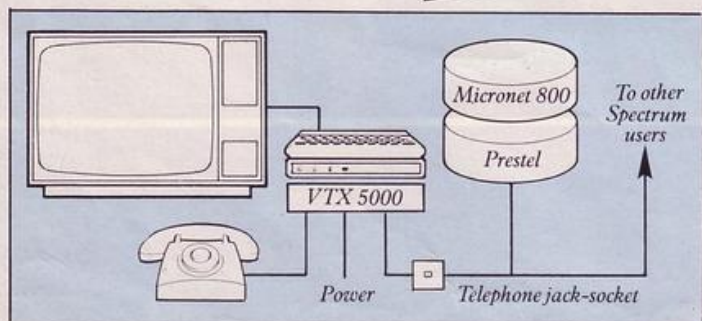 Micronet 800
Prestel
To other
Spectrum
users
VTX 5000
Power
Telephone jack-socket